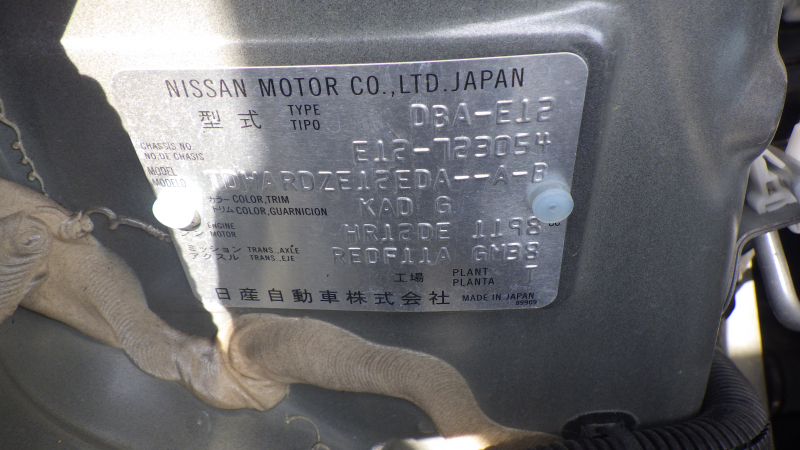 NISSAN MOTOR CO.,LTD.JAPAN
型式 TYPE TIPO DBA-E12
CHASSIS NO. NO.DE CHASIS E12-723054
MODEL MODELO TDWARDZE12EDA--A-B
カラー COLOR,TRIM トリム COLOR,GUARNICION KAD G
ENGINE MOTOR HR12DE 1198 cc
ミッション TRANS.,AXLE アクスル TRANS.,EJE RE0F11A GM38
工場 PLANT PLANTA T
日産自動車株式会社 MADE IN JAPAN
89909